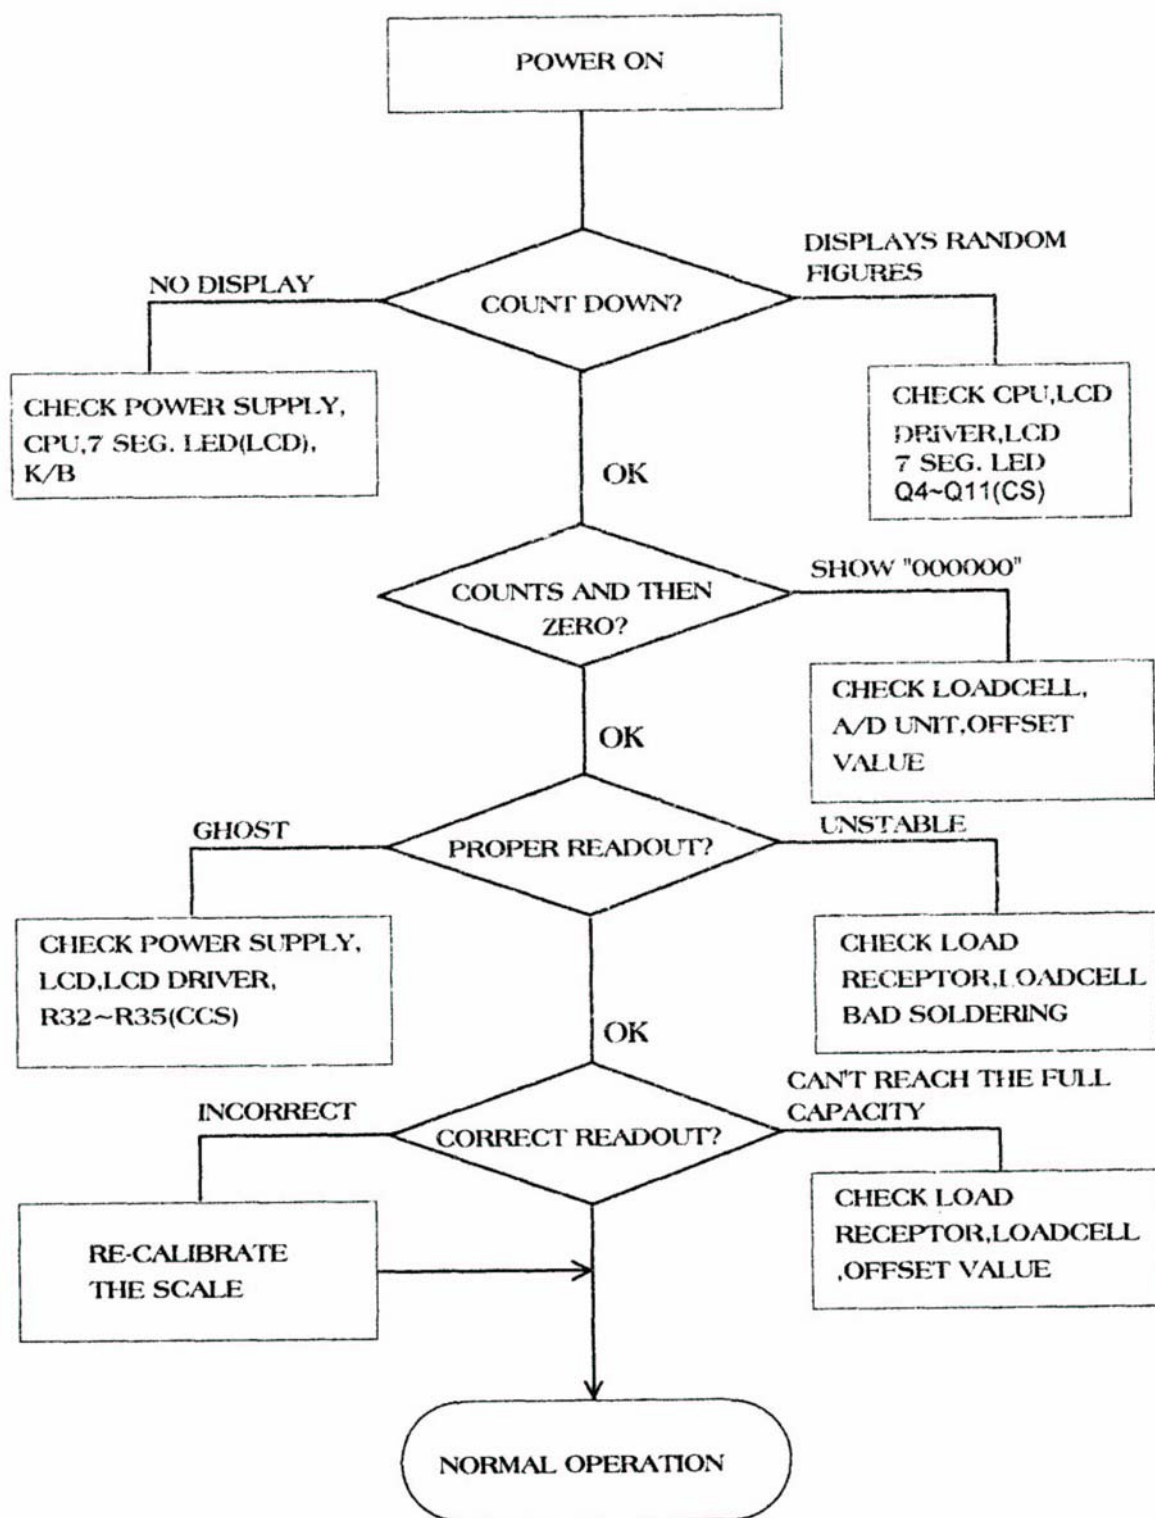 POWER ON
DISPLAYS RANDOM
FIGURES
NO DISPLAY
COUNT DOWN?
CHECK POWER SUPPLY,
CPU,7 SEG. LED(LCD),
K/B
CHECK CPU,LCD
DRIVER,LCD
7 SEG. LED
Q4~Q11(CS)
OK
SHOW "000000"
COUNTS AND THEN
ZERO?
CHECK LOADCELL,
A/D UNIT,OFFSET
VALUE
OK
GHOST
UNSTABLE
PROPER READOUT?
CHECK POWER SUPPLY,
LCD,LCD DRIVER,
R32~R35(CCS)
CHECK LOAD
RECEPTOR,LOADCELL
BAD SOLDERING
OK
CAN'T REACH THE FULL
CAPACITY
INCORRECT
CORRECT READOUT?
RE-CALIBRATE
THE SCALE
CHECK LOAD
RECEPTOR,LOADCELL
,OFFSET VALUE
NORMAL OPERATION